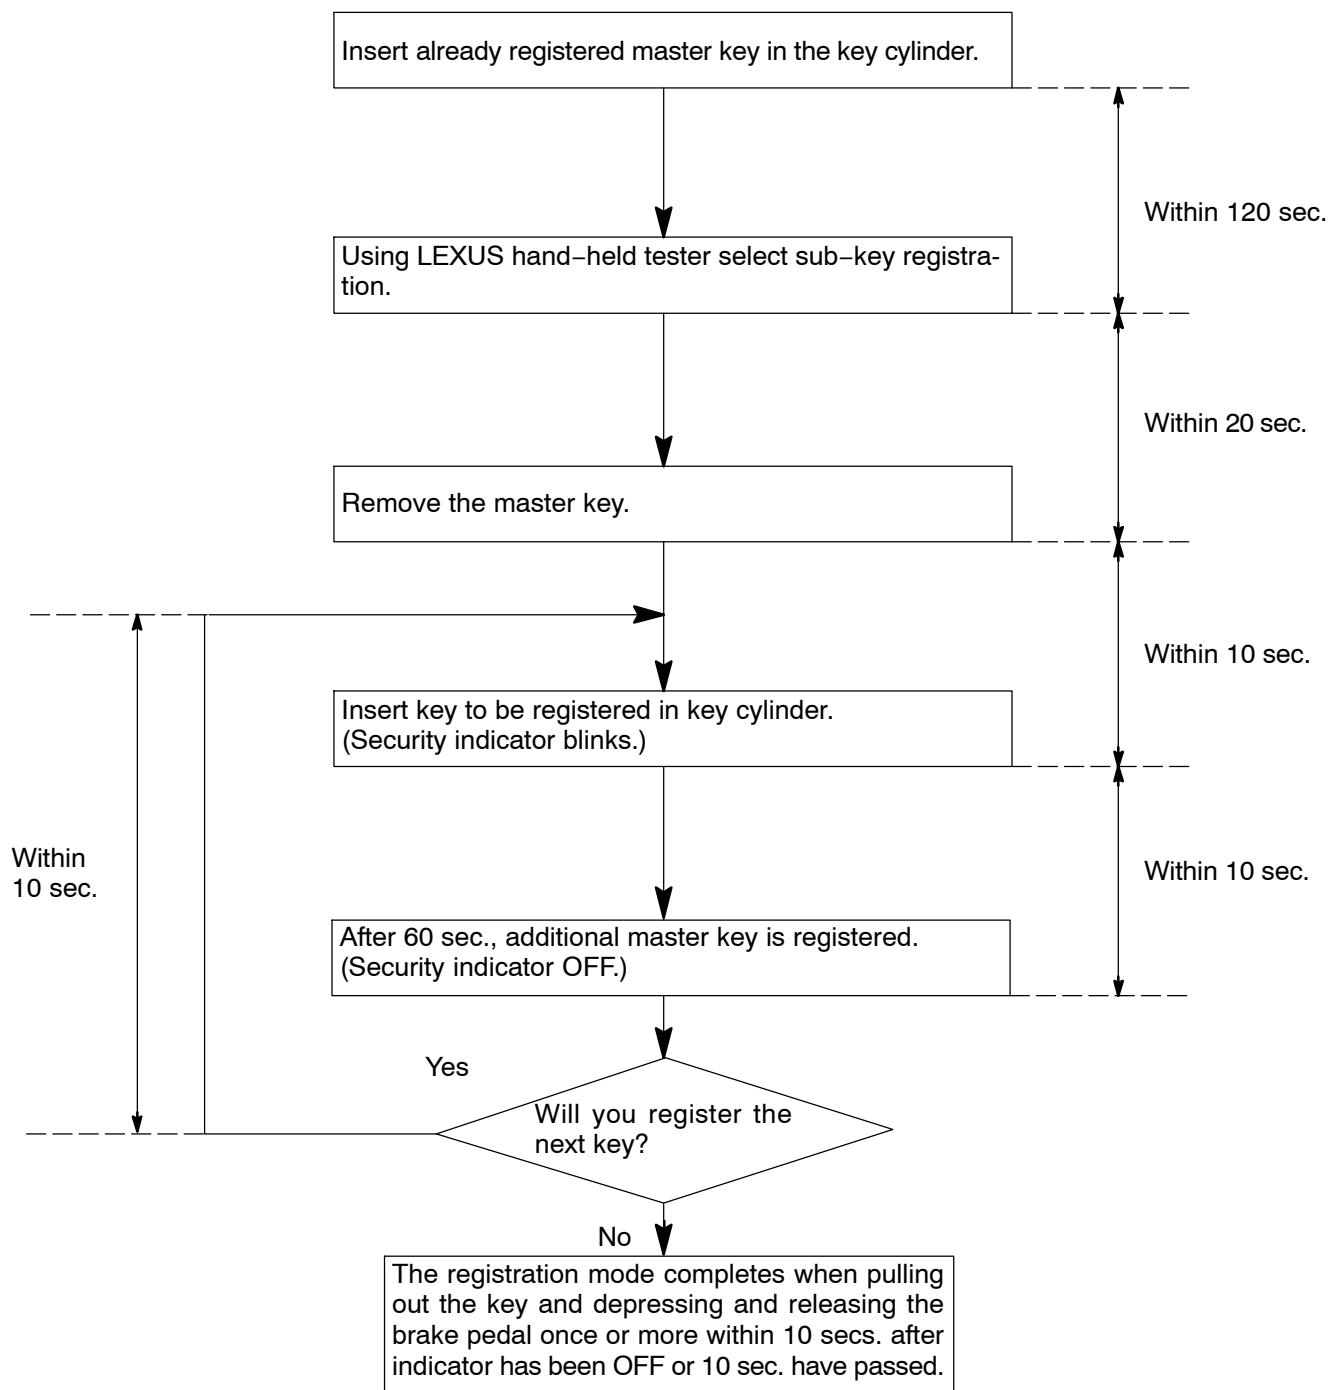 Insert already registered master key in the key cylinder.
Within 120 sec.
Using LEXUS hand−held tester select sub−key registra-
tion.
Within 20 sec.
Remove the master key.
Within 10 sec.
Insert key to be registered in key cylinder.
(Security indicator blinks.)
Within
10 sec.
Within 10 sec.
After 60 sec., additional master key is registered.
(Security indicator OFF.)
Yes
Will you register the
next key?
No
The registration mode completes when pulling
out the key and depressing and releasing the
brake pedal once or more within 10 secs. after
indicator has been OFF or 10 sec. have passed.